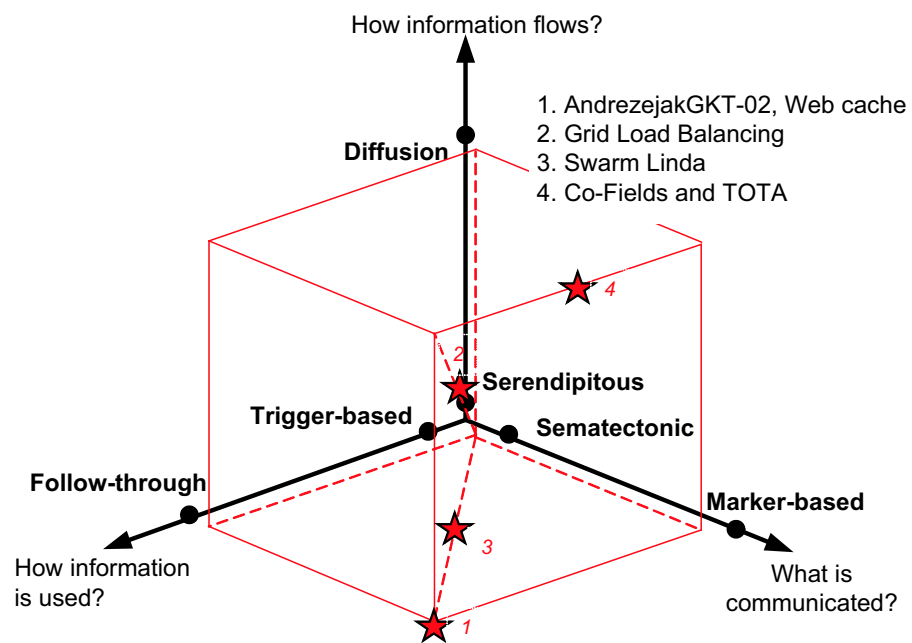 How information flows?
1. AndrezejakGKT-02, Web cache
2. Grid Load Balancing
3. Swarm Linda
4. Co-Fields and TOTA
Diffusion
4
2
Serendipitous
Trigger-based
Sematectonic
Follow-through
Marker-based
3
How information
is used?
What is
communicated?
1